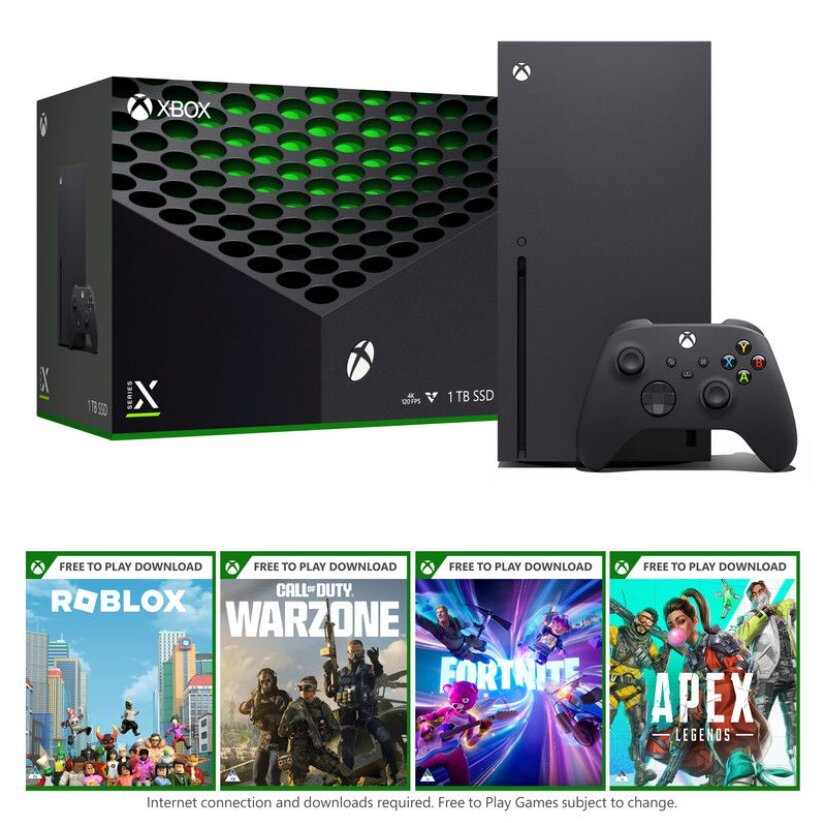 XBOX
SERIES X
1 TB SSD
SERIES X
4K
120 FPS
1 TB SSD
Y
X
B
A
FREE TO PLAY DOWNLOAD
ROBLOX
FREE TO PLAY DOWNLOAD
CALL OF DUTY
WARZONE
FREE TO PLAY DOWNLOAD
FORTNITE
FREE TO PLAY DOWNLOAD
APEX
LEGENDS
Internet connection and downloads required. Free to Play Games subject to change.